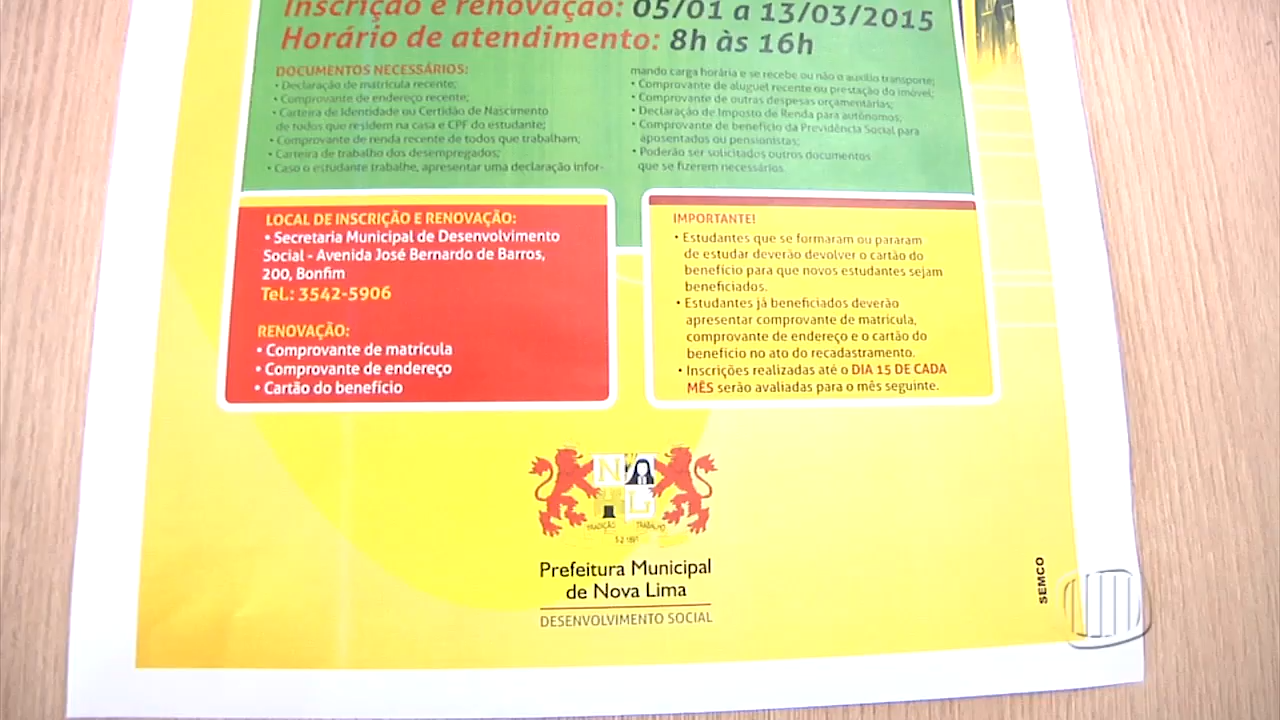 Inscrição e renovação: 05/01 a 13/03/2015
Horário de atendimento: 8h às 16h
DOCUMENTOS NECESSÁRIOS:
• Declaração de matrícula recente;
• Comprovante de endereço recente;
• Carteira de Identidade ou Certidão de Nascimento
de todos que residem na casa e CPF do estudante;
• Comprovante de renda recente de todos que trabalham;
• Carteira de trabalho dos desempregados;
• Caso o estudante trabalhe, apresentar uma declaração infor-
mando carga horária e se recebe ou não o auxílio transporte;
• Comprovante de aluguel recente ou prestação do imóvel;
• Comprovante de outras despesas orçamentárias;
• Declaração de Imposto de Renda para autônomos;
• Comprovante de benefício da Previdência Social para
aposentados ou pensionistas;
• Poderão ser solicitados outros documentos
que se fizerem necessários.
LOCAL DE INSCRIÇÃO E RENOVAÇÃO:
• Secretaria Municipal de Desenvolvimento
Social - Avenida José Bernardo de Barros,
200, Bonfim
Tel.: 3542-5906
RENOVAÇÃO:
• Comprovante de matrícula
• Comprovante de endereço
• Cartão do benefício
IMPORTANTE!
• Estudantes que se formaram ou pararam
de estudar deverão devolver o cartão do
benefício para que novos estudantes sejam
beneficiados.
• Estudantes já beneficiados deverão
apresentar comprovante de matrícula,
comprovante de endereço e o cartão do
benefício no ato do recadastramento.
• Inscrições realizadas até o DIA 15 DE CADA
MÊS serão avaliadas para o mês seguinte.
N
L
TRADIÇÃO TRABALHO
Prefeitura Municipal
de Nova Lima
DESENVOLVIMENTO SOCIAL
SEMCO